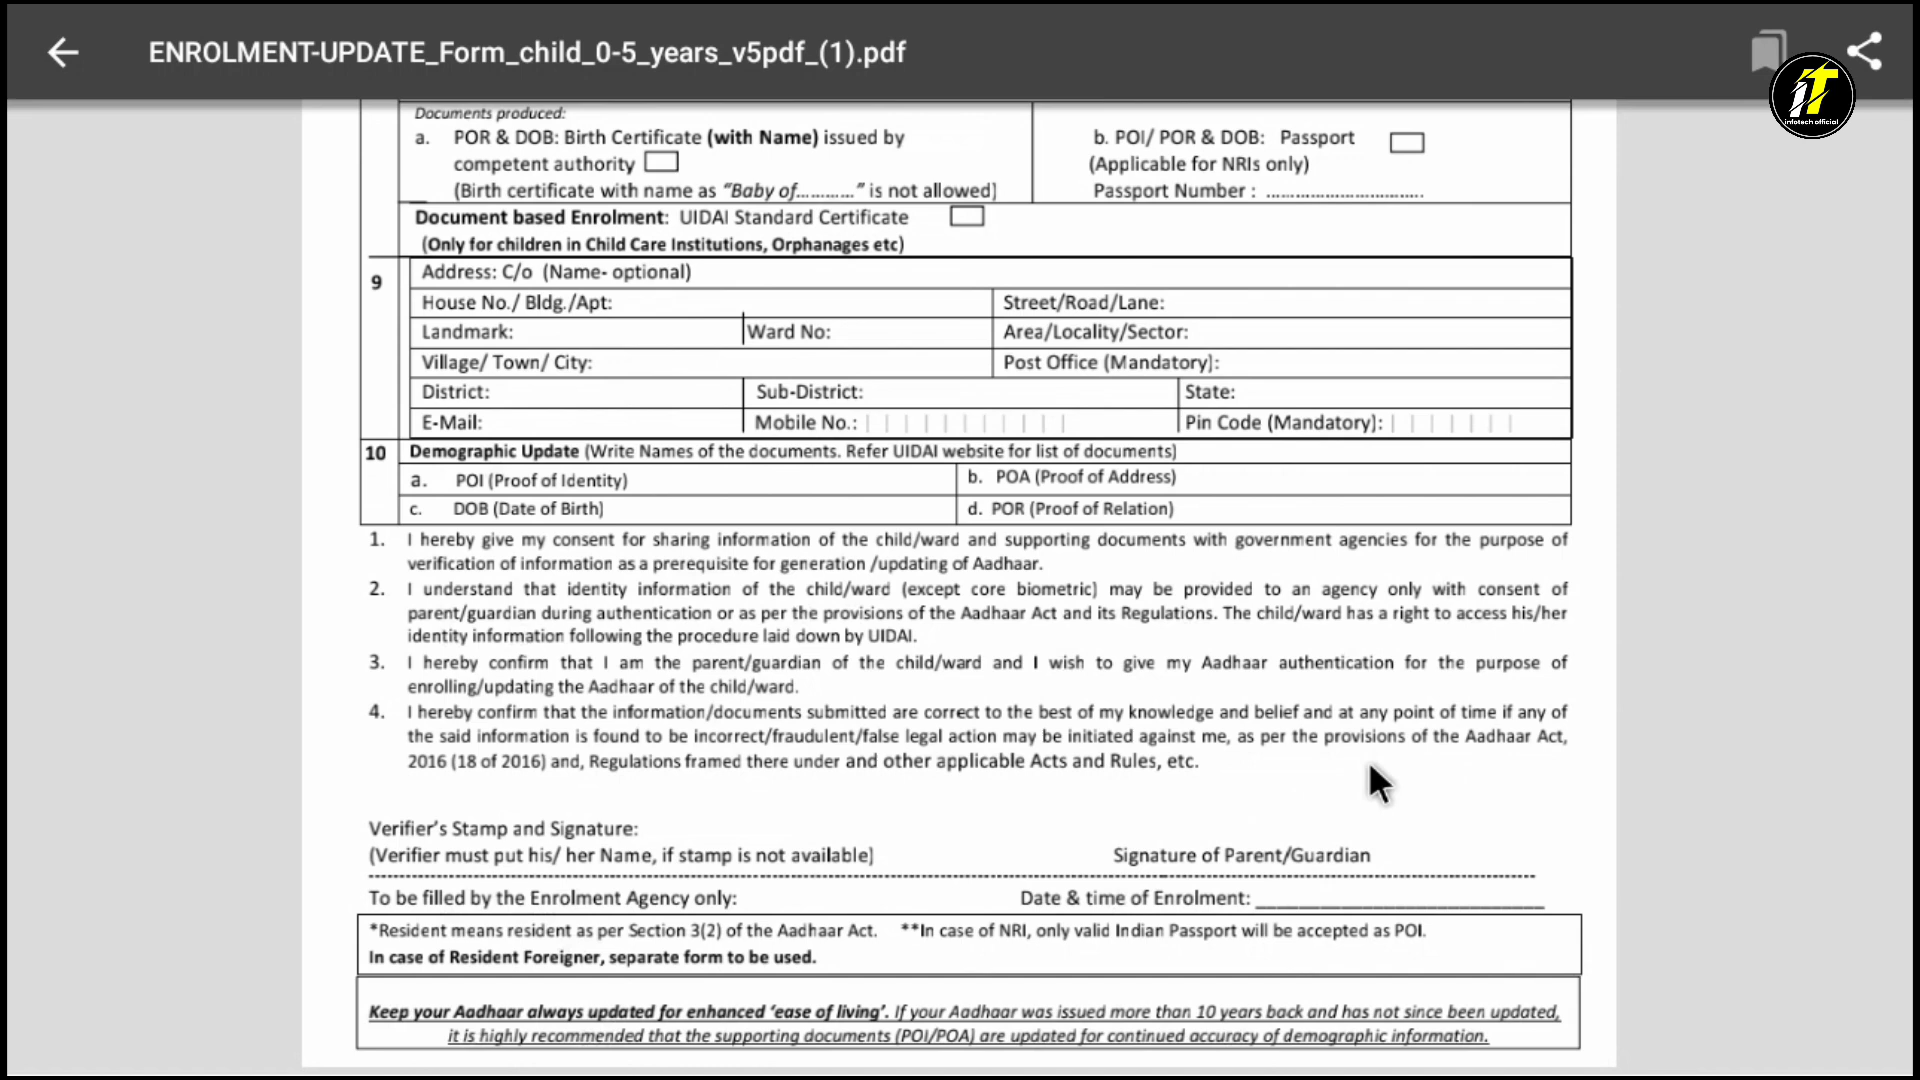 ENROLMENT-UPDATE_Form_child_0-5_years_v5pdf_(1).pdf
iT
infotech official
Documents produced:
a. POR & DOB: Birth Certificate (with Name) issued by
competent authority
(Birth certificate with name as “Baby of..........” is not allowed)
b. POI/ POR & DOB: Passport
(Applicable for NRIs only)
Passport Number : ................................
Document based Enrolment: UIDAI Standard Certificate
(Only for children in Child Care Institutions, Orphanages etc)
9 Address: C/o (Name- optional)
House No./ Bldg./Apt: Street/Road/Lane:
Landmark: Ward No: Area/Locality/Sector:
Village/ Town/ City: Post Office (Mandatory):
District: Sub-District: State:
E-Mail: Mobile No.: Pin Code (Mandatory):
10 Demographic Update (Write Names of the documents. Refer UIDAI website for list of documents)
a. POI (Proof of Identity) b. POA (Proof of Address)
c. DOB (Date of Birth) d. POR (Proof of Relation)
1. I hereby give my consent for sharing information of the child/ward and supporting documents with government agencies for the purpose of
verification of information as a prerequisite for generation /updating of Aadhaar.
2. I understand that identity information of the child/ward (except core biometric) may be provided to an agency only with consent of
parent/guardian during authentication or as per the provisions of the Aadhaar Act and its Regulations. The child/ward has a right to access his/her
identity information following the procedure laid down by UIDAI.
3. I hereby confirm that I am the parent/guardian of the child/ward and I wish to give my Aadhaar authentication for the purpose of
enrolling/updating the Aadhaar of the child/ward.
4. I hereby confirm that the information/documents submitted are correct to the best of my knowledge and belief and at any point of time if any of
the said information is found to be incorrect/fraudulent/false legal action may be initiated against me, as per the provisions of the Aadhaar Act,
2016 (18 of 2016) and, Regulations framed there under and other applicable Acts and Rules, etc.
Verifier’s Stamp and Signature:
(Verifier must put his/ her Name, if stamp is not available) Signature of Parent/Guardian
To be filled by the Enrolment Agency only: Date & time of Enrolment: ____________________________
*Resident means resident as per Section 3(2) of the Aadhaar Act. **In case of NRI, only valid Indian Passport will be accepted as POI.
In case of Resident Foreigner, separate form to be used.
Keep your Aadhaar always updated for enhanced ‘ease of living’. If your Aadhaar was issued more than 10 years back and has not since been updated,
it is highly recommended that the supporting documents (POI/POA) are updated for continued accuracy of demographic information.